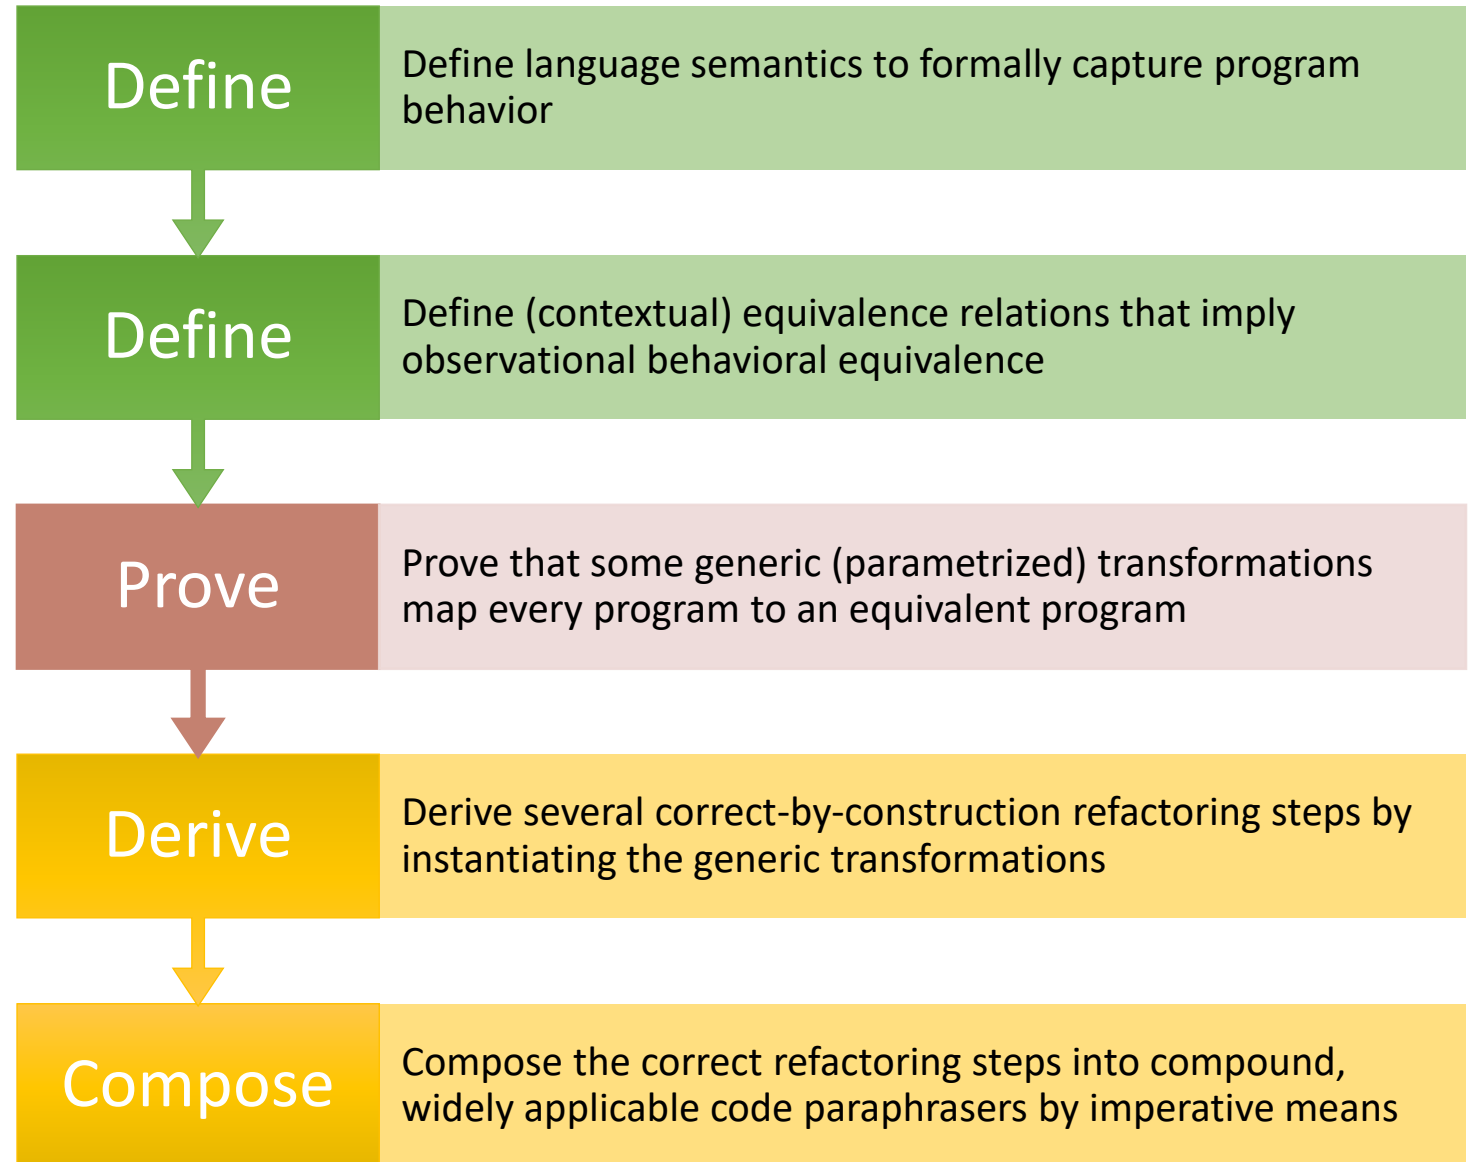 Define
Define language semantics to formally capture program
behavior
Define
Define (contextual) equivalence relations that imply
observational behavioral equivalence
Prove
Prove that some generic (parametrized) transformations
map every program to an equivalent program
Derive
Derive several correct-by-construction refactoring steps by
instantiating the generic transformations
Compose
Compose the correct refactoring steps into compound,
widely applicable code paraphrasers by imperative means